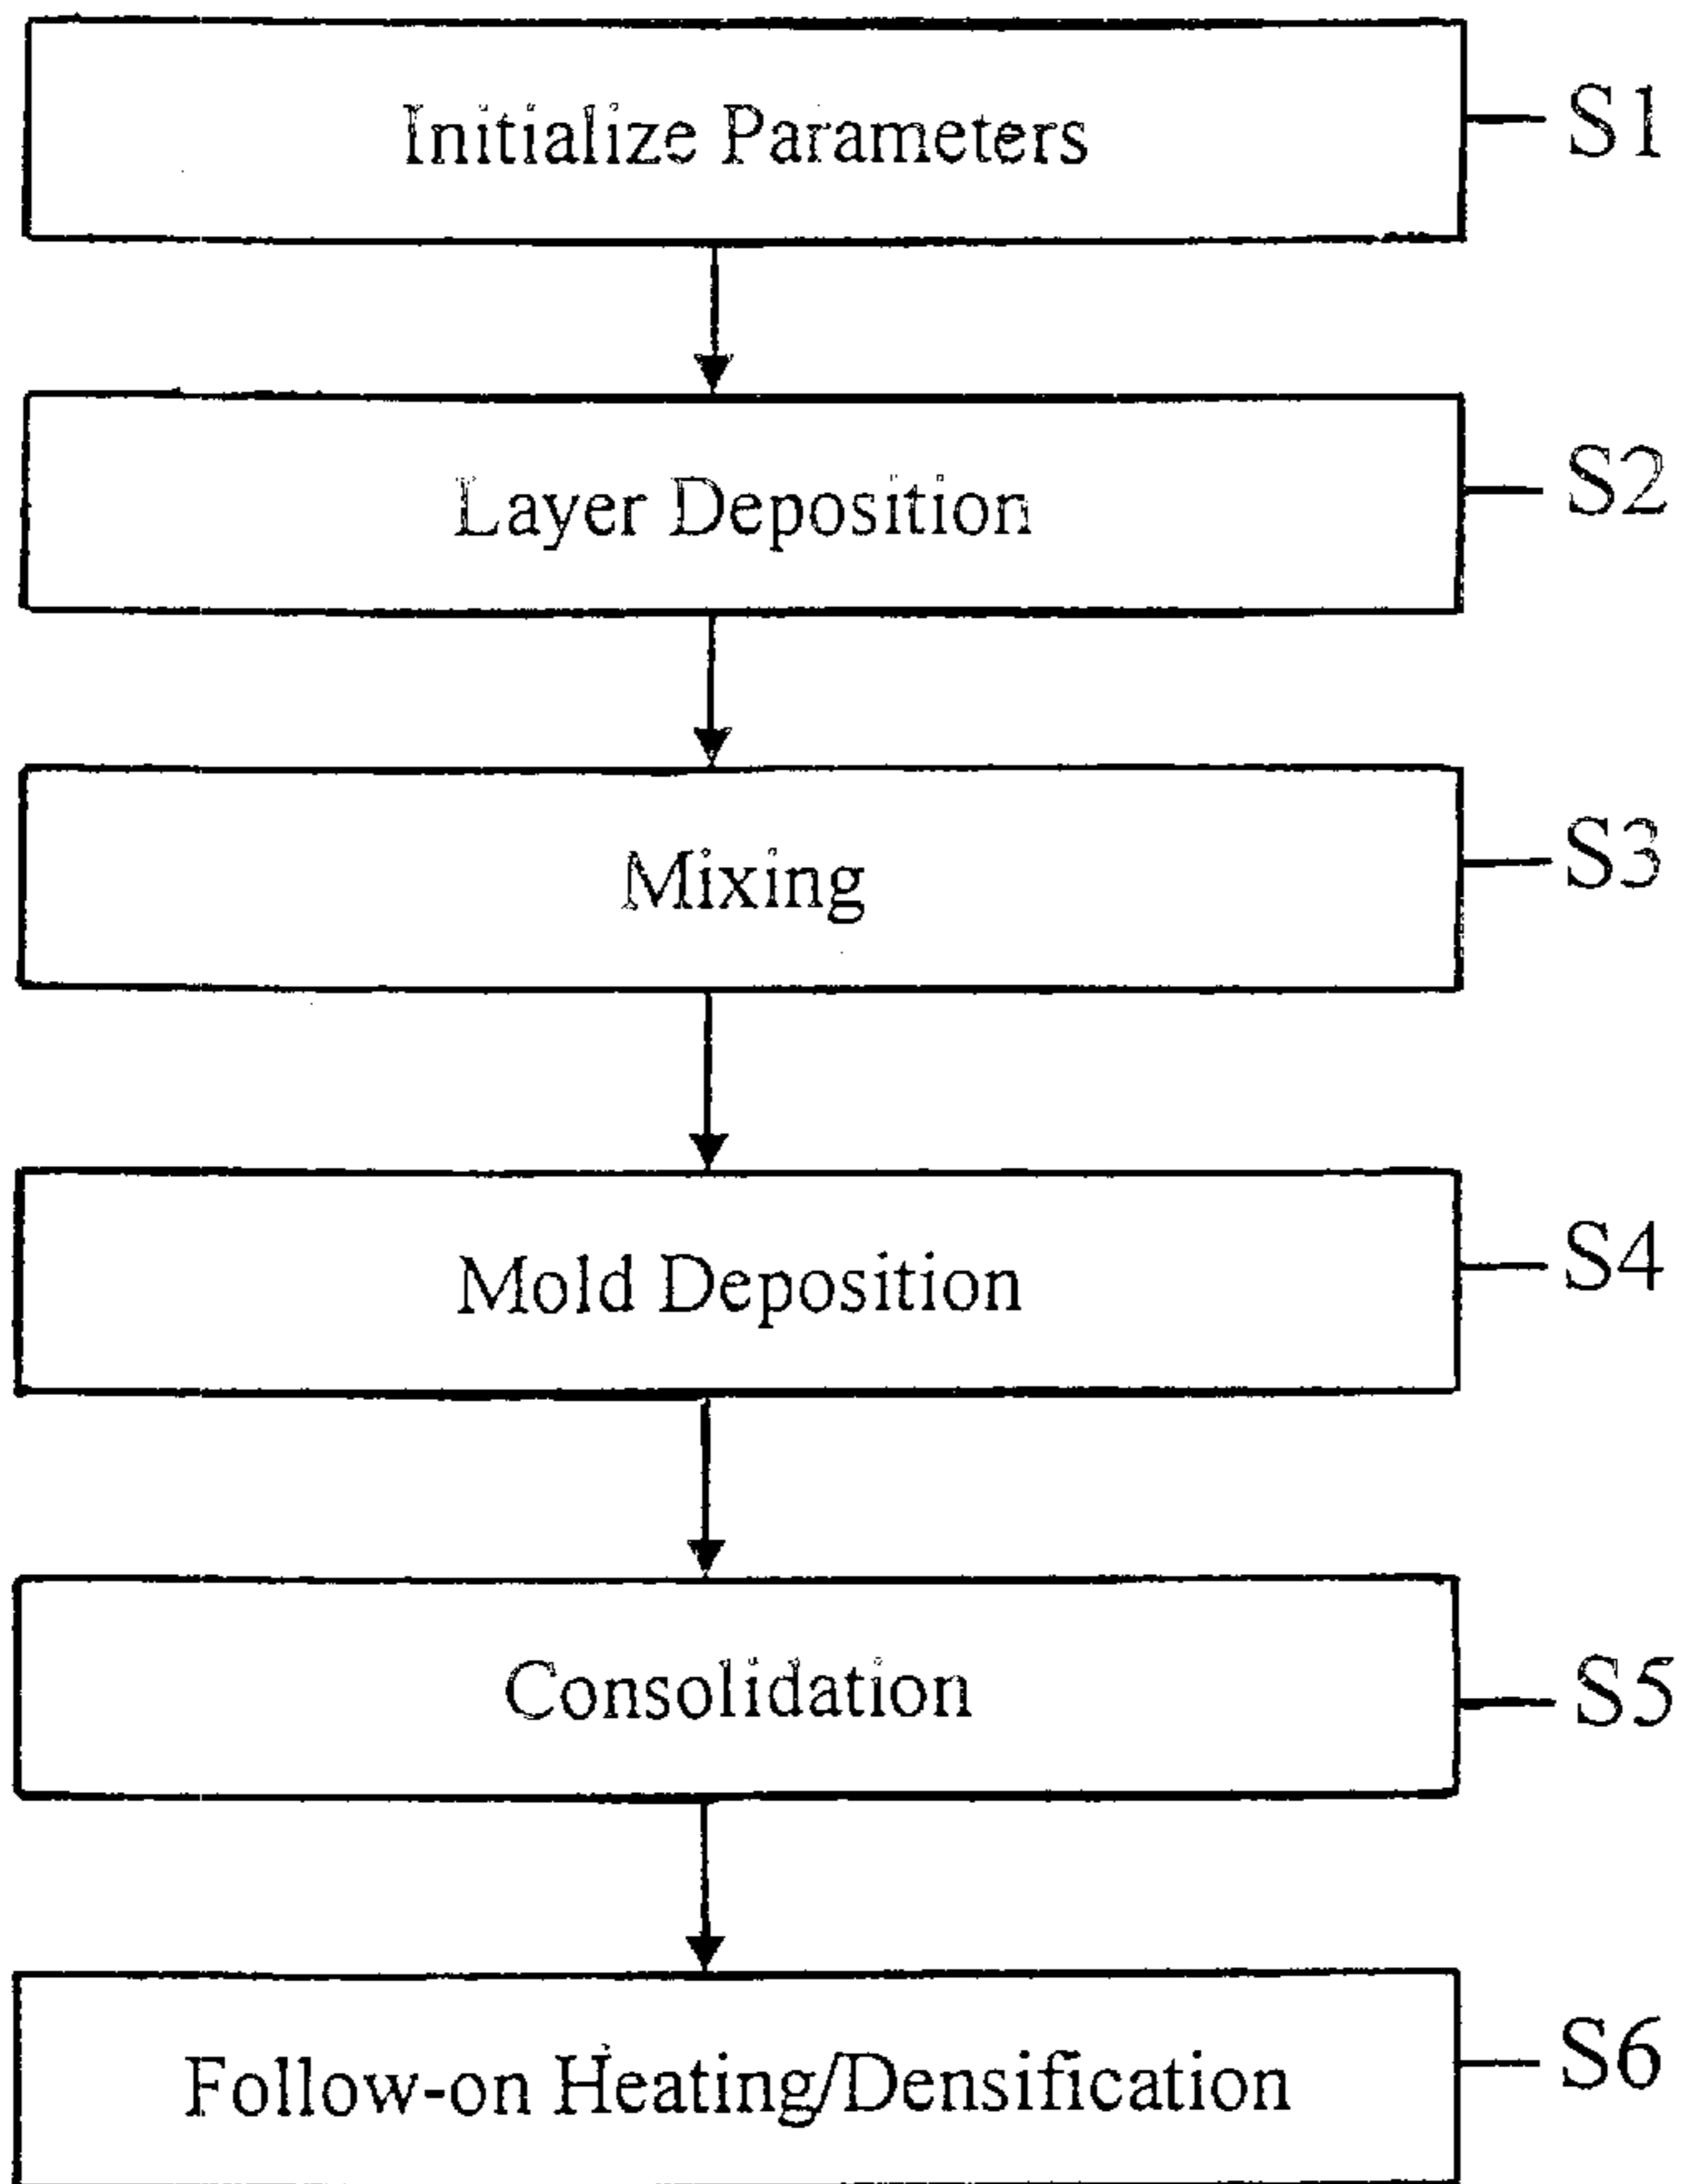 Initialize Parameters S1
Layer Deposition S2
Mixing S3
Mold Deposition S4
Consolidation S5
Follow-on Heating/Densification S6